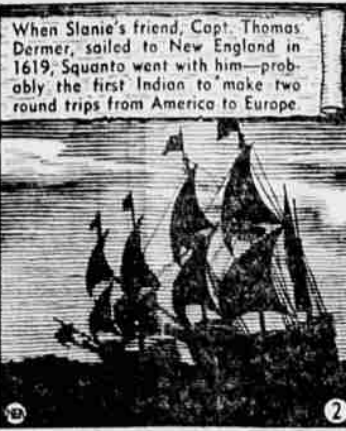 When Slanie's friend, Capt. Thomas
Dermer, sailed to New England in
1619, Squanto went with him—prob-
ably the first Indian to make two
round trips from America to Europe.
2